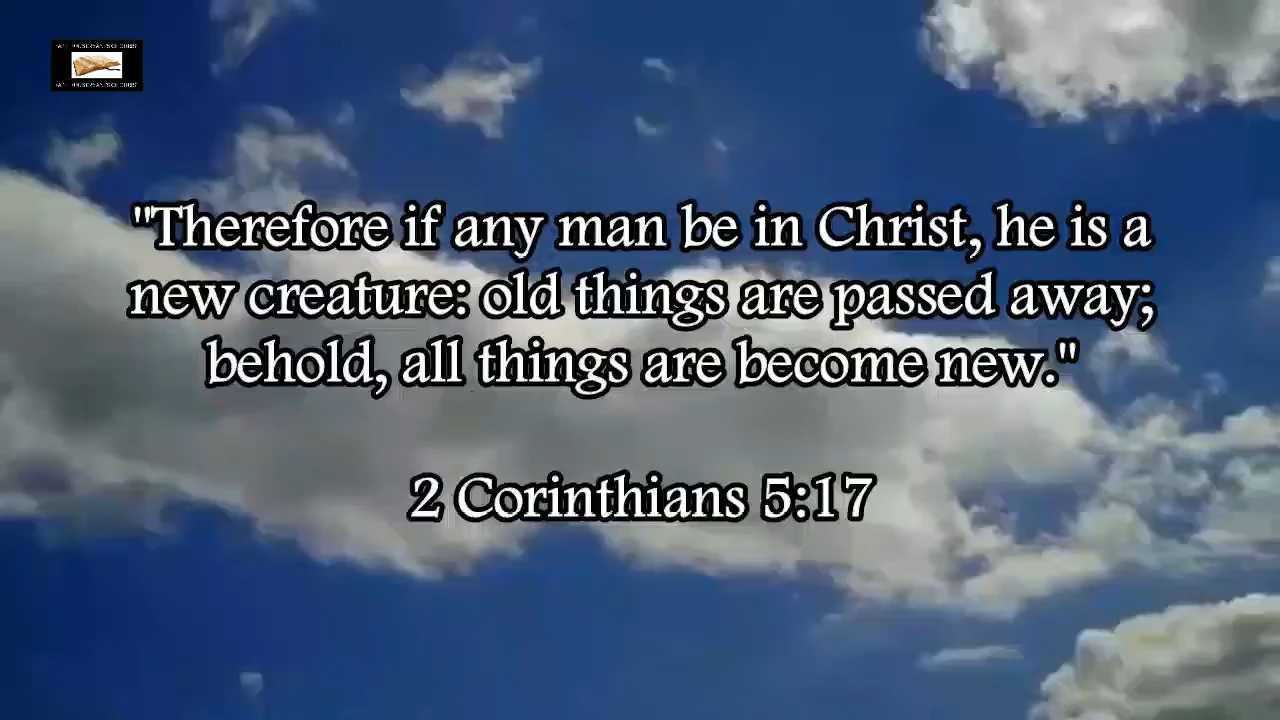 "Therefore if any man be in Christ, he is a
new creature: old things are passed away;
behold, all things are become new."
2 Corinthians 5:17